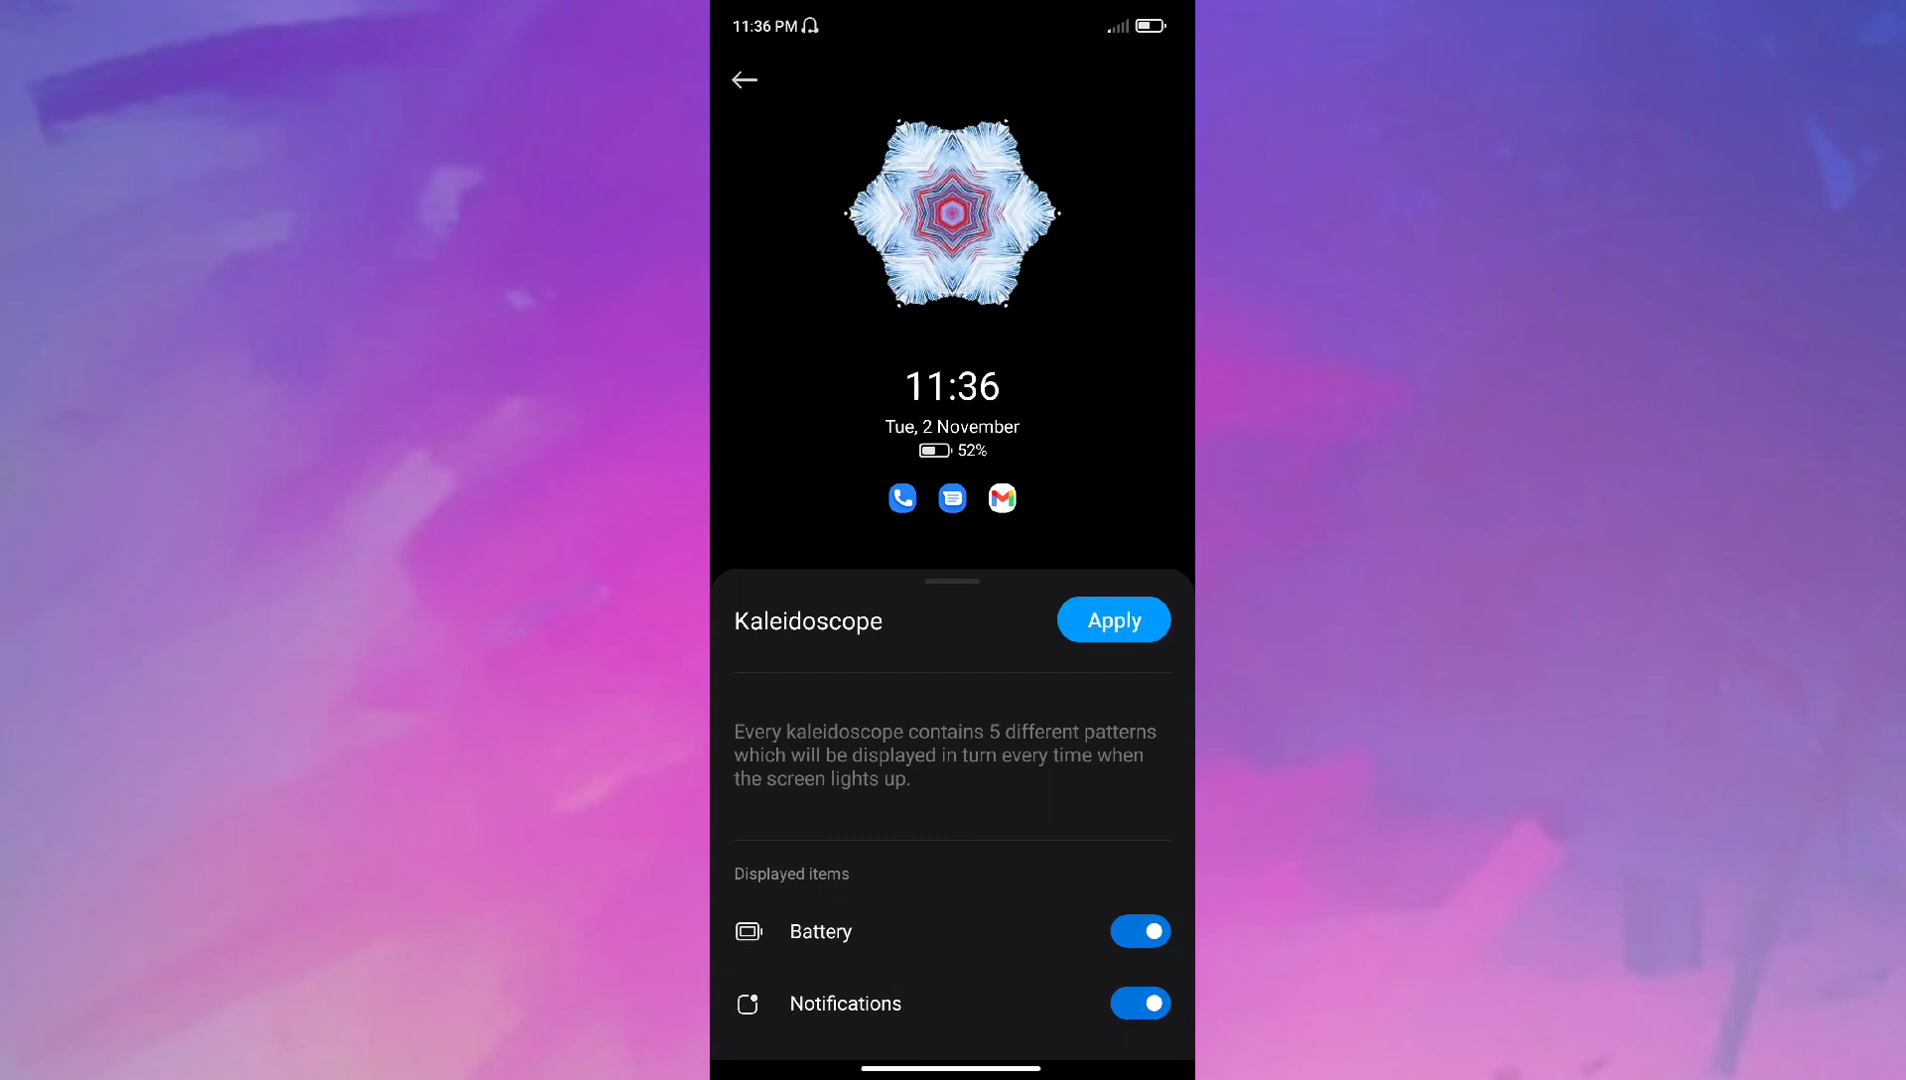 11:36 PM
11:36
Tue, 2 November
52%
Kaleidoscope
Apply
Every kaleidoscope contains 5 different patterns
which will be displayed in turn every time when
the screen lights up.
Displayed items
Battery
Notifications